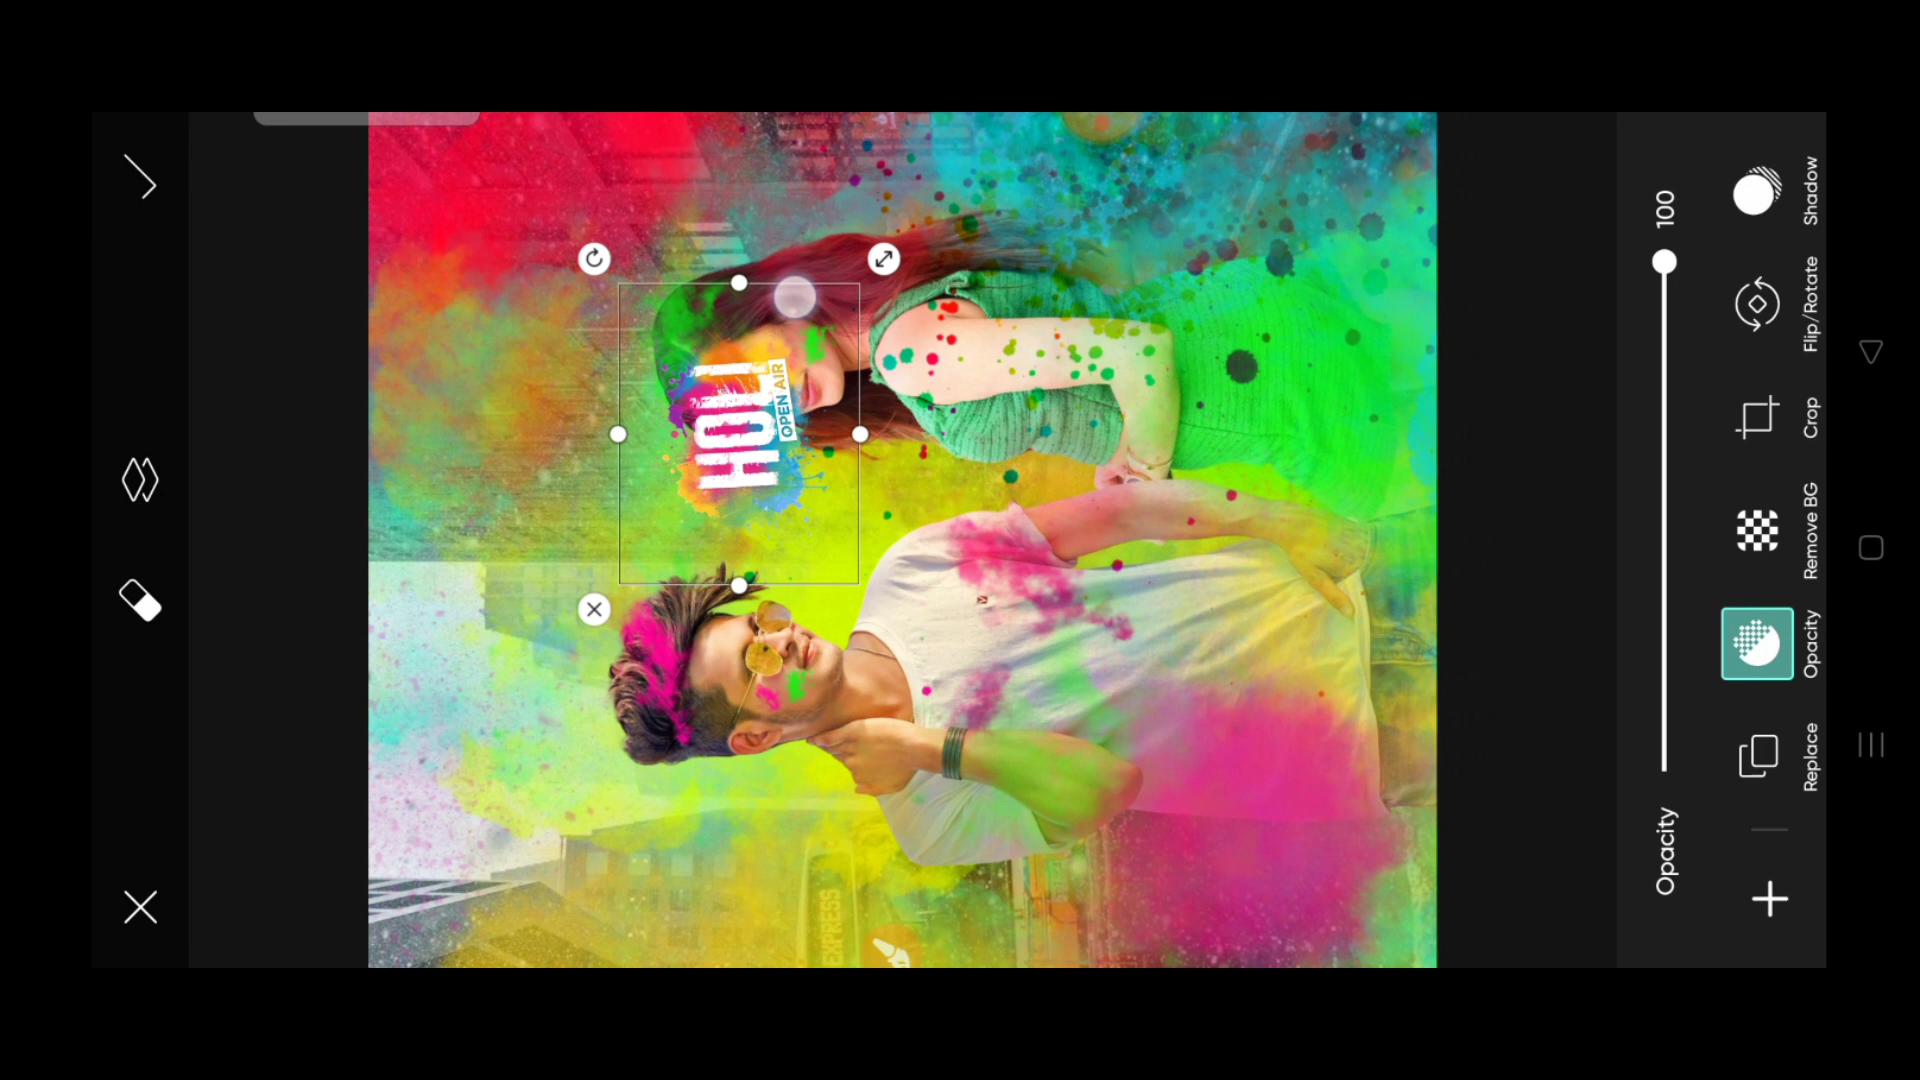 HOLI
OPEN AIR
EXPRESS
Opacity 100
Replace
Opacity
Remove BG
Crop
Flip/Rotate
Shadow